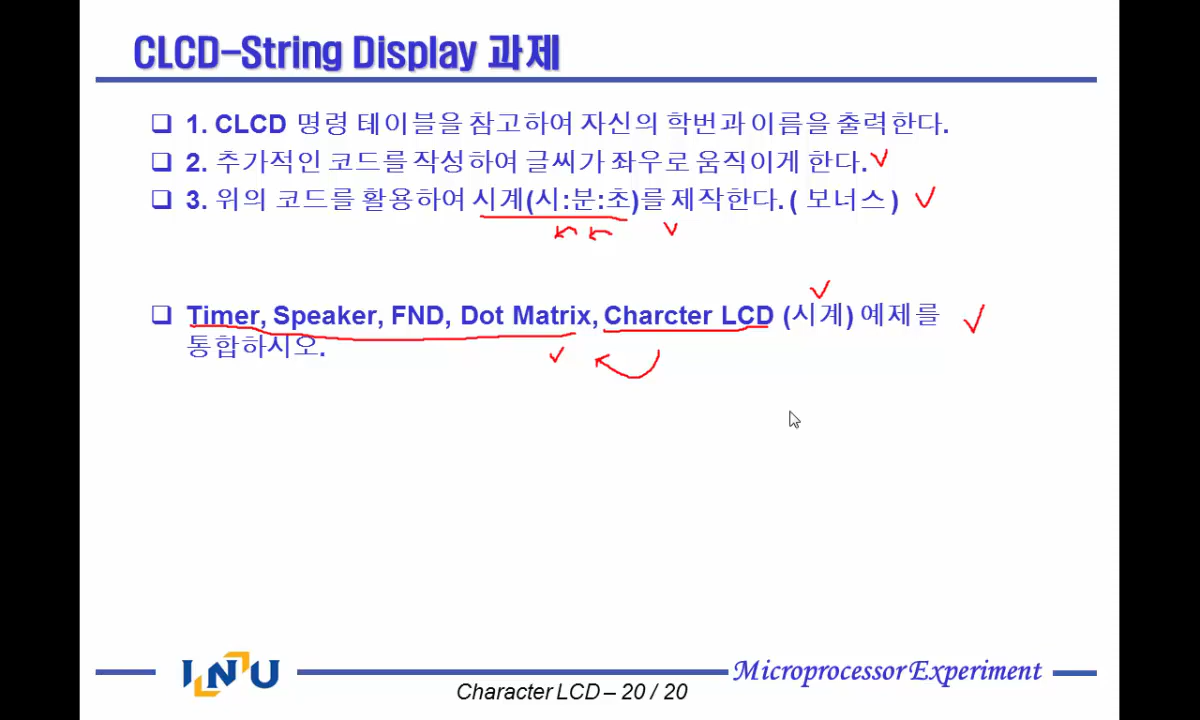 CLCD-String Display 과제
❑ 1. CLCD 명령 테이블을 참고하여 자신의 학번과 이름을 출력한다.
❑ 2. 추가적인 코드를 작성하여 글씨가 좌우로 움직이게 한다.
❑ 3. 위의 코드를 활용하여 시계(시:분:초)를 제작한다. ( 보너스 )
❑ Timer, Speaker, FND, Dot Matrix, Charcter LCD (시계) 예제를
통합하시오.
INU
Microprocessor Experiment
Character LCD – 20 / 20